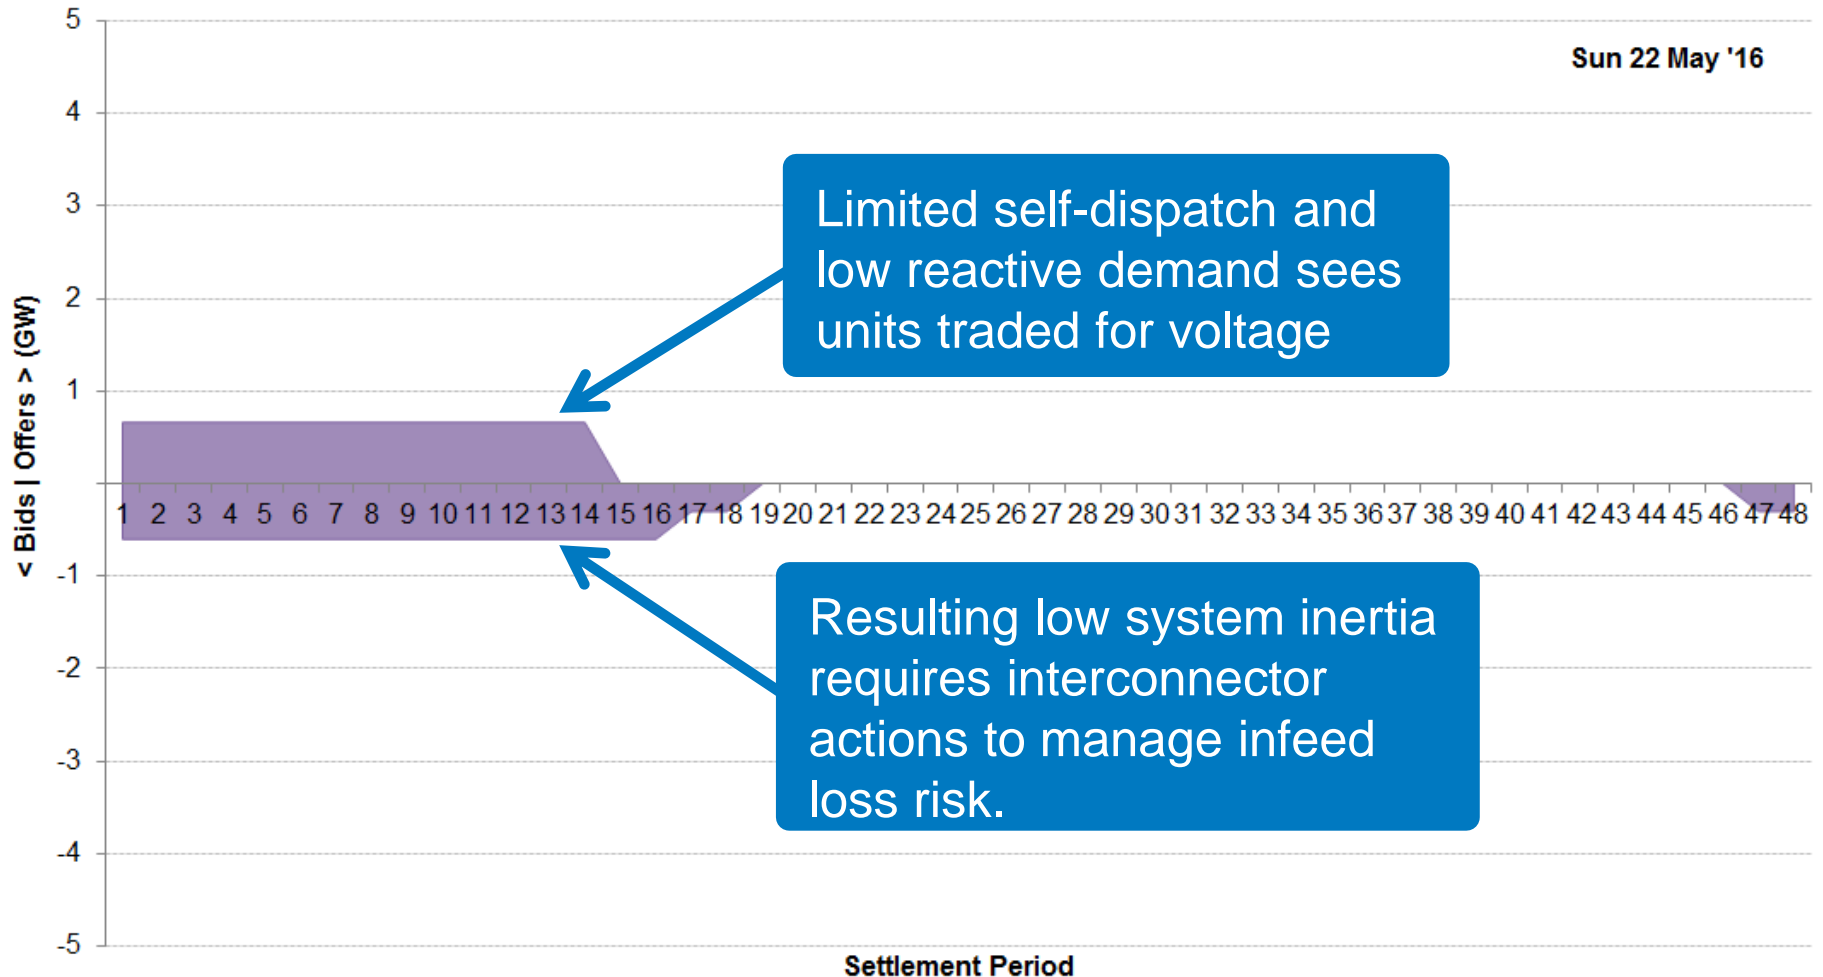 Sun 22 May '16
5
4
3
2
1
-1
-2
-3
-4
-5
< Bids | Offers > (GW)
Limited self-dispatch and
low reactive demand sees
units traded for voltage
1 2 3 4 5 6 7 8 9 10 11 12 13 14 15 16 17 18 19 20 21 22 23 24 25 26 27 28 29 30 31 32 33 34 35 36 37 38 39 40 41 42 43 44 45 46 47 48
Resulting low system inertia
requires interconnector
actions to manage infeed
loss risk.
Settlement Period